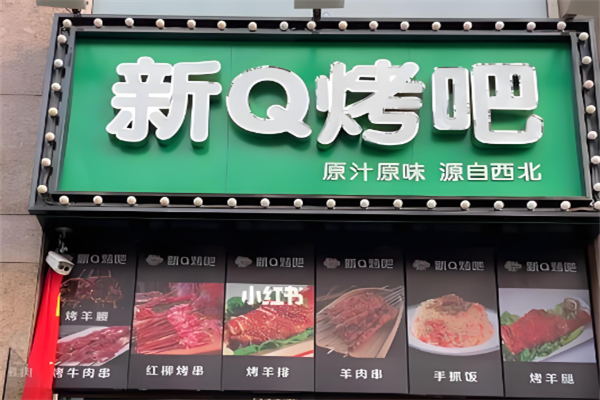 新Q烤吧
原汁原味 源自西北
新Q烤吧
新Q烤吧
新Q烤吧
新Q烤吧
新Q烤吧
新Q烤吧
小红书
烤羊腰
烤牛肉串
红柳烤串
烤羊排
羊肉串
手抓饭
烤羊腿